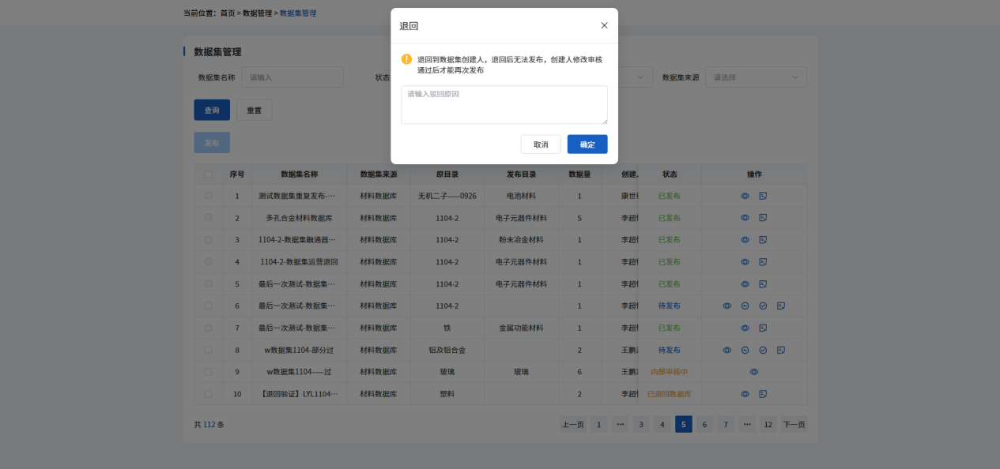 当前位置：首页 > 数据管理 > 数据集管理
退回
退回到数据集创建人，退回后无法发布，创建人修改审核
通过后才能再次发布
请输入驳回原因
取消 确定
数据集管理
数据集名称 请输入 状态 数据集来源 请选择
查询 重置
发布
序号 数据集名称 数据集来源 原目录 发布目录 数据量 创建 状态 操作
1 测试数据集重复发布-··· 材料数据库 无机二子——0926 电池材料 1 康世 已发布
2 多孔合金材料数据库 材料数据库 1104-2 电子元器件材料 5 李超 已发布
3 1104-2-数据集融通器··· 材料数据库 1104-2 粉末冶金材料 1 李超 已发布
4 1104-2-数据集运营退回 材料数据库 1104-2 电子元器件材料 1 李超 已发布
5 最后一次测试-数据集··· 材料数据库 1104-2 电子元器件材料 1 李超 已发布
6 最后一次测试-数据集··· 材料数据库 1104-2 1 李超 待发布
7 最后一次测试-数据集··· 材料数据库 铁 金属功能材料 1 李超 已发布
8 w数据集1104-部分过 材料数据库 铝及铝合金 2 王鹏 待发布
9 w数据集1104——过 材料数据库 玻璃 玻璃 6 王鹏 内部审核中
10 【退回验证】LYL1104··· 材料数据库 塑料 2 李超 已退回数据库
共 112 条 上一页 1 ··· 3 4 5 6 7 ··· 12 下一页